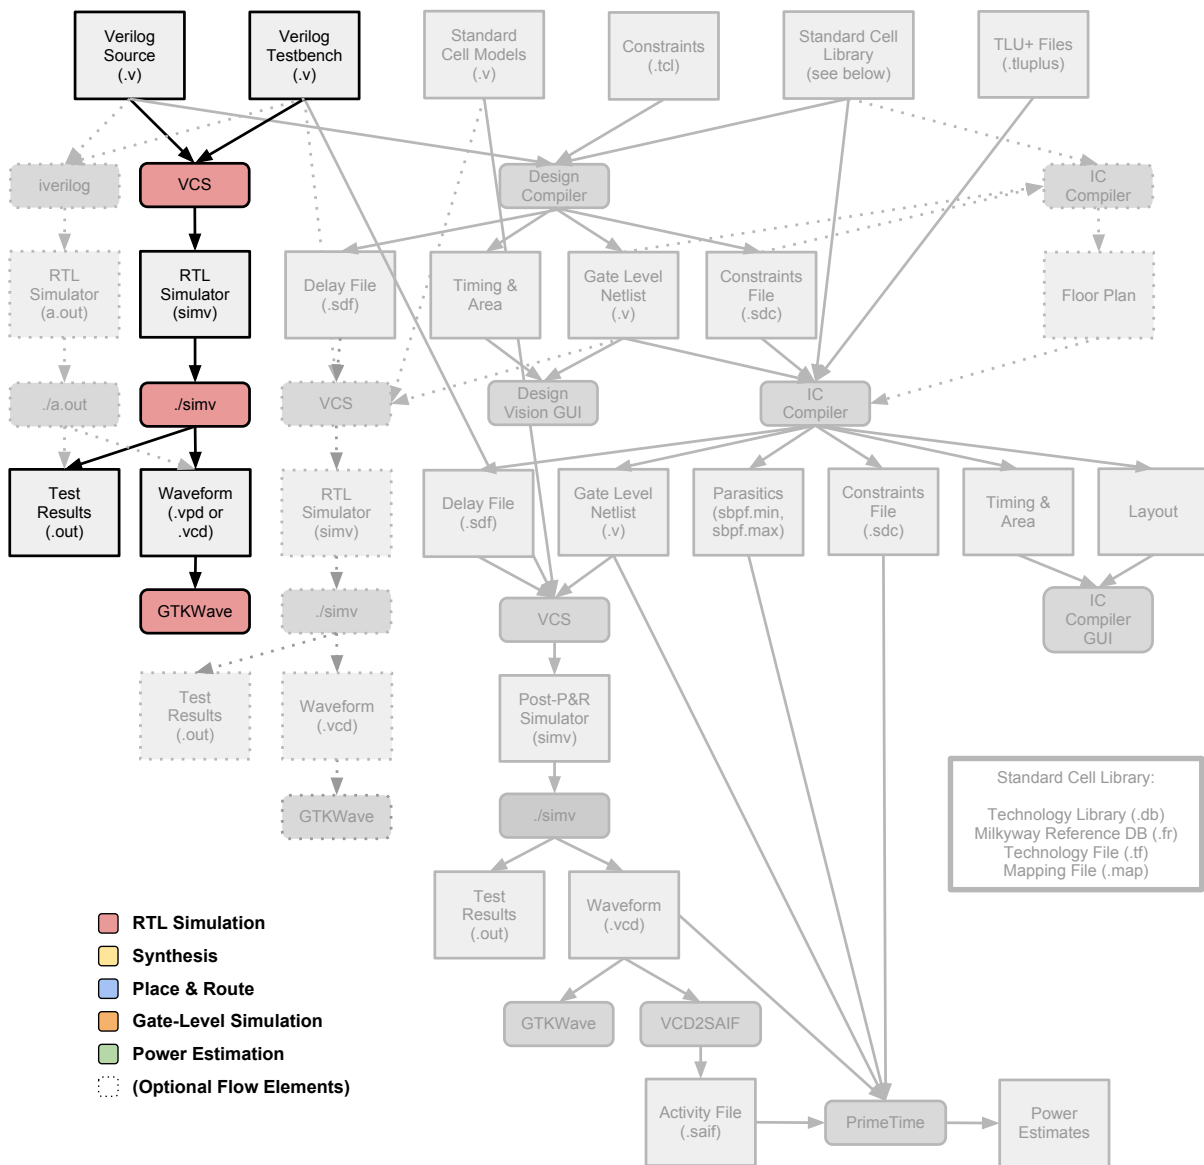 Verilog
Source
(.v)
Verilog
Testbench
(.v)
Standard
Cell Models
(.v)
Constraints
(.tcl)
Standard Cell
Library
(see below)
TLU+ Files
(.tluplus)
iverilog
VCS
Design
Compiler
IC
Compiler
RTL
Simulator
(a.out)
RTL
Simulator
(simv)
Delay File
(.sdf)
Timing &
Area
Gate Level
Netlist
(.v)
Constraints
File
(.sdc)
Floor Plan
./a.out
./simv
VCS
Design
Vision GUI
IC
Compiler
Test
Results
(.out)
Waveform
(.vpd or
.vcd)
RTL
Simulator
(simv)
Delay File
(.sdf)
Gate Level
Netlist
(.v)
Parasitics
(sbpf.min,
sbpf.max)
Constraints
File
(.sdc)
Timing &
Area
Layout
GTKWave
./simv
VCS
IC
Compiler
GUI
Test
Results
(.out)
Waveform
(.vcd)
Post-P&R
Simulator
(simv)
GTKWave
./simv
Standard Cell Library:
Technology Library (.db)
Milkyway Reference DB (.fr)
Technology File (.tf)
Mapping File (.map)
Test
Results
(.out)
Waveform
(.vcd)
RTL Simulation
Synthesis
Place & Route
Gate-Level Simulation
Power Estimation
(Optional Flow Elements)
GTKWave
VCD2SAIF
Activity File
(.saif)
PrimeTime
Power
Estimates